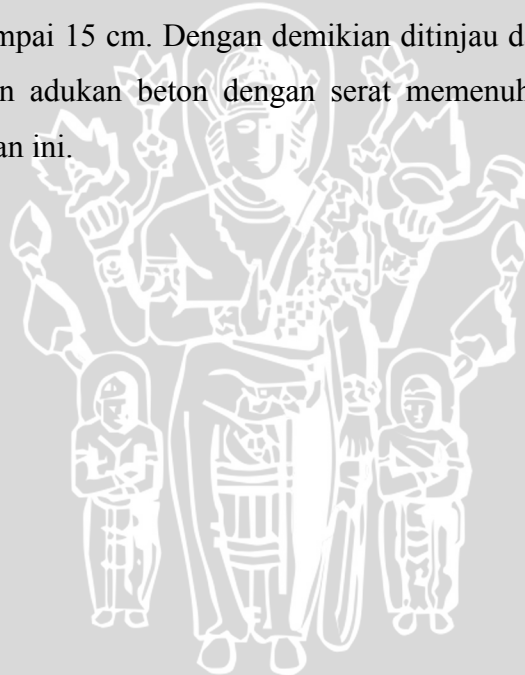 mpai 15 cm. Dengan demikian ditinjau d
n adukan beton dengan serat memenuh
an ini.